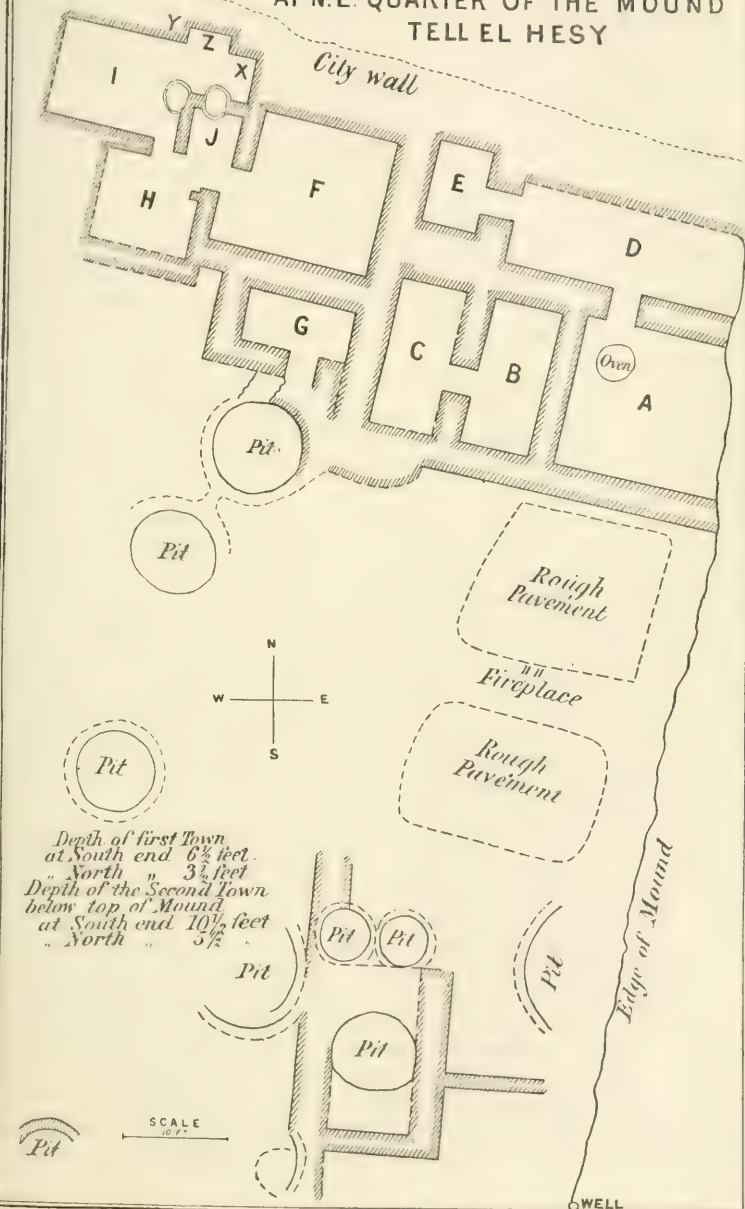 AT N.E. QUARTER OF THE MOUND
TELL EL HESY
City wall
Y
Z
X
I
J
H
F
E
D
G
C
B
Oven
A
Pit
Pit
Rough
Pavement
Fireplace
Rough
Pavement
N
W E
S
Pit
Depth of first Town
at South end 6½ feet.
„ North „ 3½ feet
Depth of the Second Town
below top of Mound
at South end 10½ feet
„ North „ 5½ „
Pit
Pit
Pit
Pit
Pit
Edge of Mound
Pit
SCALE
10 FT
WELL